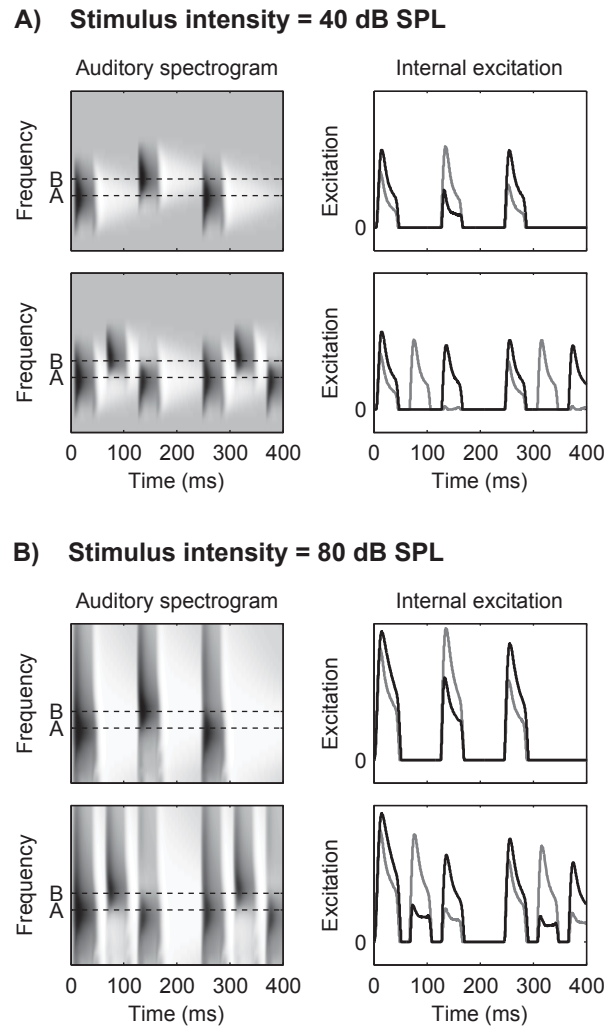 A) Stimulus intensity = 40 dB SPL
Auditory spectrogram
Internal excitation
Frequency
B
A
Excitation
0
Frequency
B
A
0 100 200 300 400
Time (ms)
Excitation
0
0 100 200 300 400
Time (ms)
B) Stimulus intensity = 80 dB SPL
Auditory spectrogram
Internal excitation
Frequency
B
A
Excitation
0
Frequency
B
A
0 100 200 300 400
Time (ms)
Excitation
0
0 100 200 300 400
Time (ms)